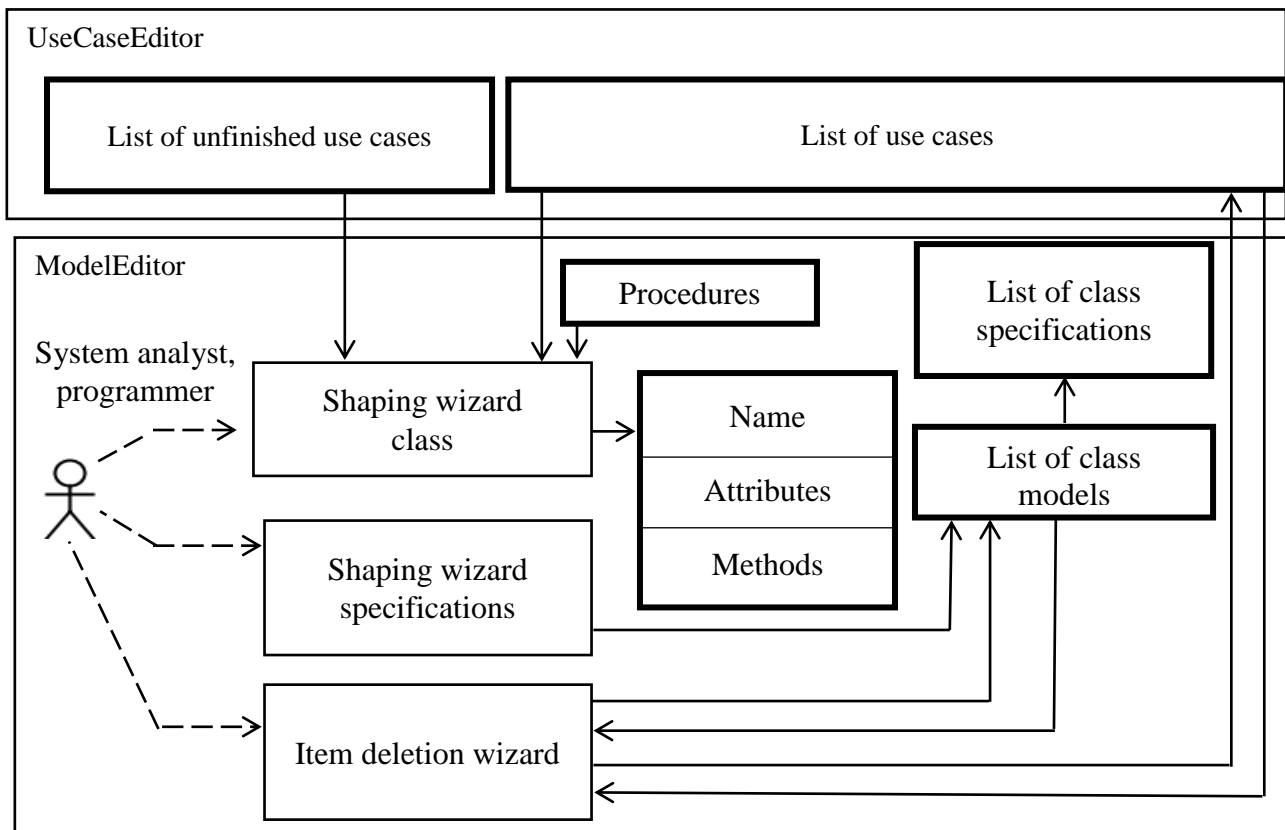 UseCaseEditor
List of unfinished use cases
List of use cases
ModelEditor
Procedures
List of class
specifications
System analyst,
programmer
Shaping wizard
class
Name
Attributes
Methods
List of class
models
Shaping wizard
specifications
Item deletion wizard